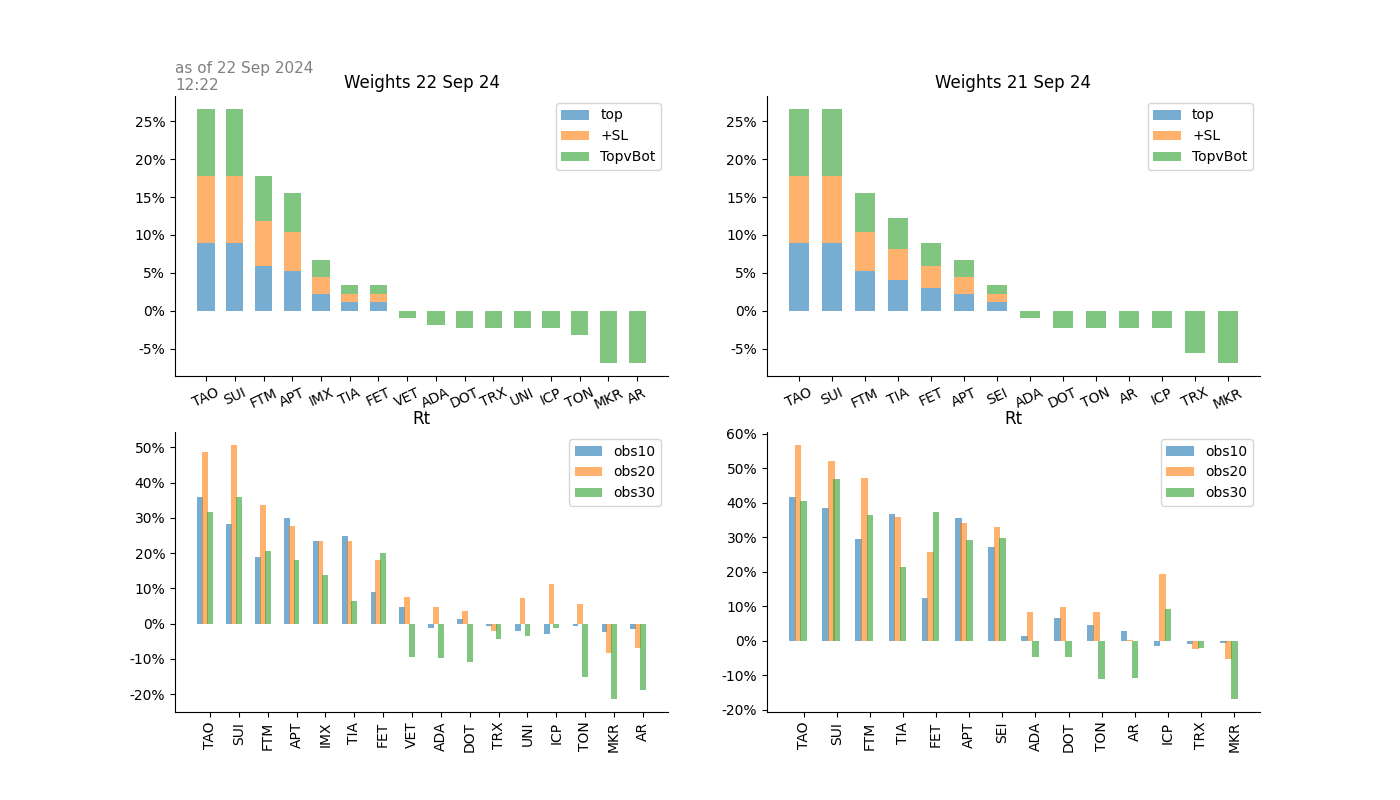 as of 22 Sep 2024
12:22
Weights 22 Sep 24
25%
20%
15%
10%
5%
0%
-5%
top
+SL
TopvBot
TAO SUI FTM APT IMX TIA FET VET ADA DOT TRX UNI ICP TON MKR AR
Weights 21 Sep 24
25%
20%
15%
10%
5%
0%
-5%
top
+SL
TopvBot
TAO SUI FTM TIA FET APT SEI ADA DOT TON AR ICP TRX MKR
Rt
50%
40%
30%
20%
10%
0%
-10%
-20%
obs10
obs20
obs30
TAO SUI FTM APT IMX TIA FET VET ADA DOT TRX UNI ICP TON MKR AR
Rt
60%
50%
40%
30%
20%
10%
0%
-10%
-20%
obs10
obs20
obs30
TAO SUI FTM TIA FET APT SEI ADA DOT TON AR ICP TRX MKR